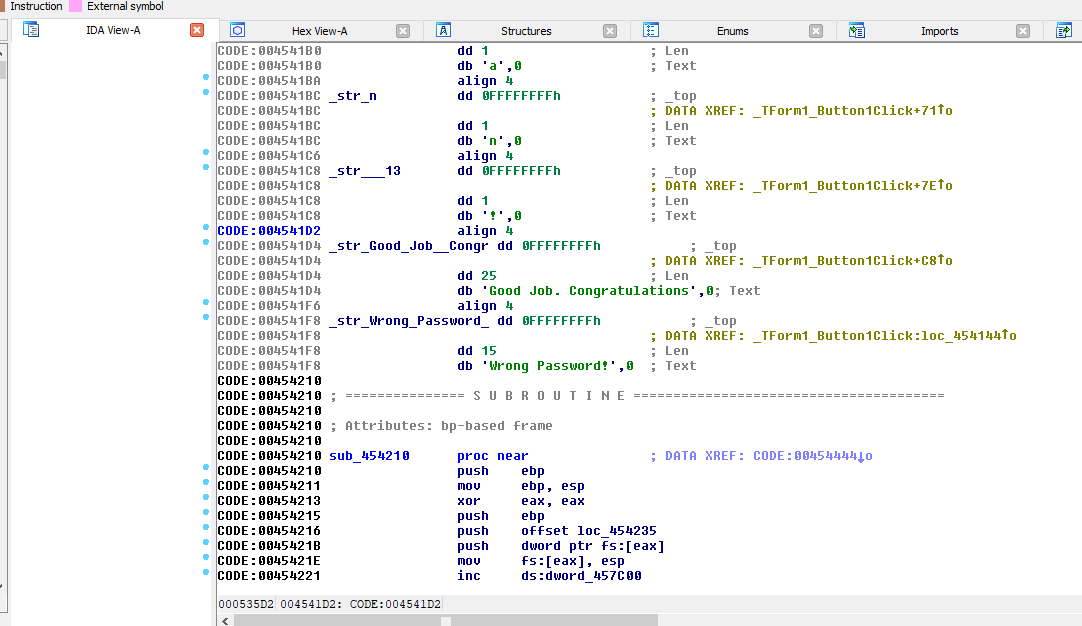 Instruction External symbol
IDA View-A Hex View-A Structures Enums Imports
CODE:004541B0 dd 1 ; Len
CODE:004541B0 db 'a',0 ; Text
CODE:004541BA align 4
CODE:004541BC _str_n dd 0FFFFFFFFh ; _top
CODE:004541BC ; DATA XREF: _TForm1_Button1Click+71↑o
CODE:004541BC dd 1 ; Len
CODE:004541BC db 'n',0 ; Text
CODE:004541C6 align 4
CODE:004541C8 _str___13 dd 0FFFFFFFFh ; _top
CODE:004541C8 ; DATA XREF: _TForm1_Button1Click+7E↑o
CODE:004541C8 dd 1 ; Len
CODE:004541C8 db '!',0 ; Text
CODE:004541D2 align 4
CODE:004541D4 _str_Good_Job__Congr dd 0FFFFFFFFh ; _top
CODE:004541D4 ; DATA XREF: _TForm1_Button1Click+C8↑o
CODE:004541D4 dd 25 ; Len
CODE:004541D4 db 'Good Job. Congratulations',0; Text
CODE:004541F6 align 4
CODE:004541F8 _str_Wrong_Password_ dd 0FFFFFFFFh ; _top
CODE:004541F8 ; DATA XREF: _TForm1_Button1Click:loc_454144↑o
CODE:004541F8 dd 15 ; Len
CODE:004541F8 db 'Wrong Password!',0 ; Text
CODE:00454210
CODE:00454210 ; =============== S U B R O U T I N E =======================================
CODE:00454210
CODE:00454210 ; Attributes: bp-based frame
CODE:00454210
CODE:00454210 sub_454210 proc near ; DATA XREF: CODE:00454444↓o
CODE:00454210 push ebp
CODE:00454211 mov ebp, esp
CODE:00454213 xor eax, eax
CODE:00454215 push ebp
CODE:00454216 push offset loc_454235
CODE:0045421B push dword ptr fs:[eax]
CODE:0045421E mov fs:[eax], esp
CODE:00454221 inc ds:dword_457C00
000535D2 004541D2: CODE:004541D2